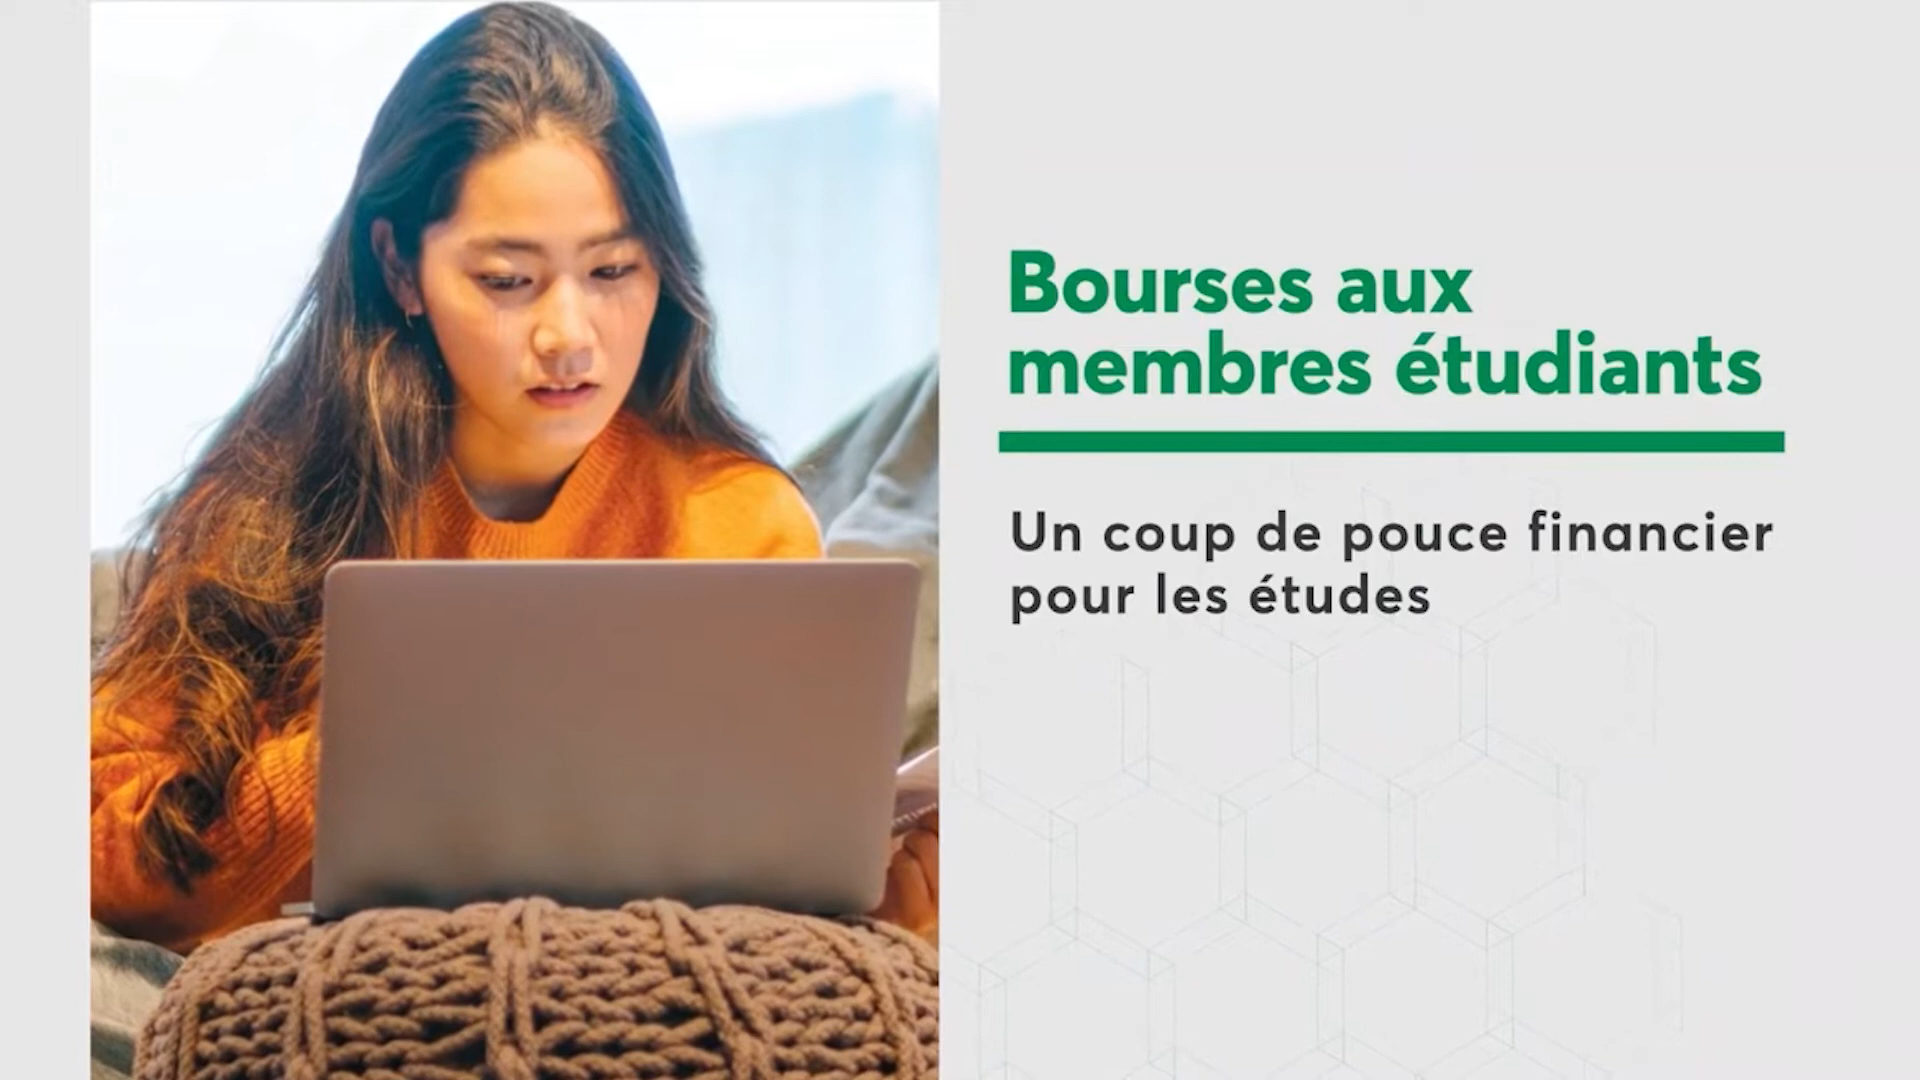 Bourses aux
membres étudiants
Un coup de pouce financier
pour les études